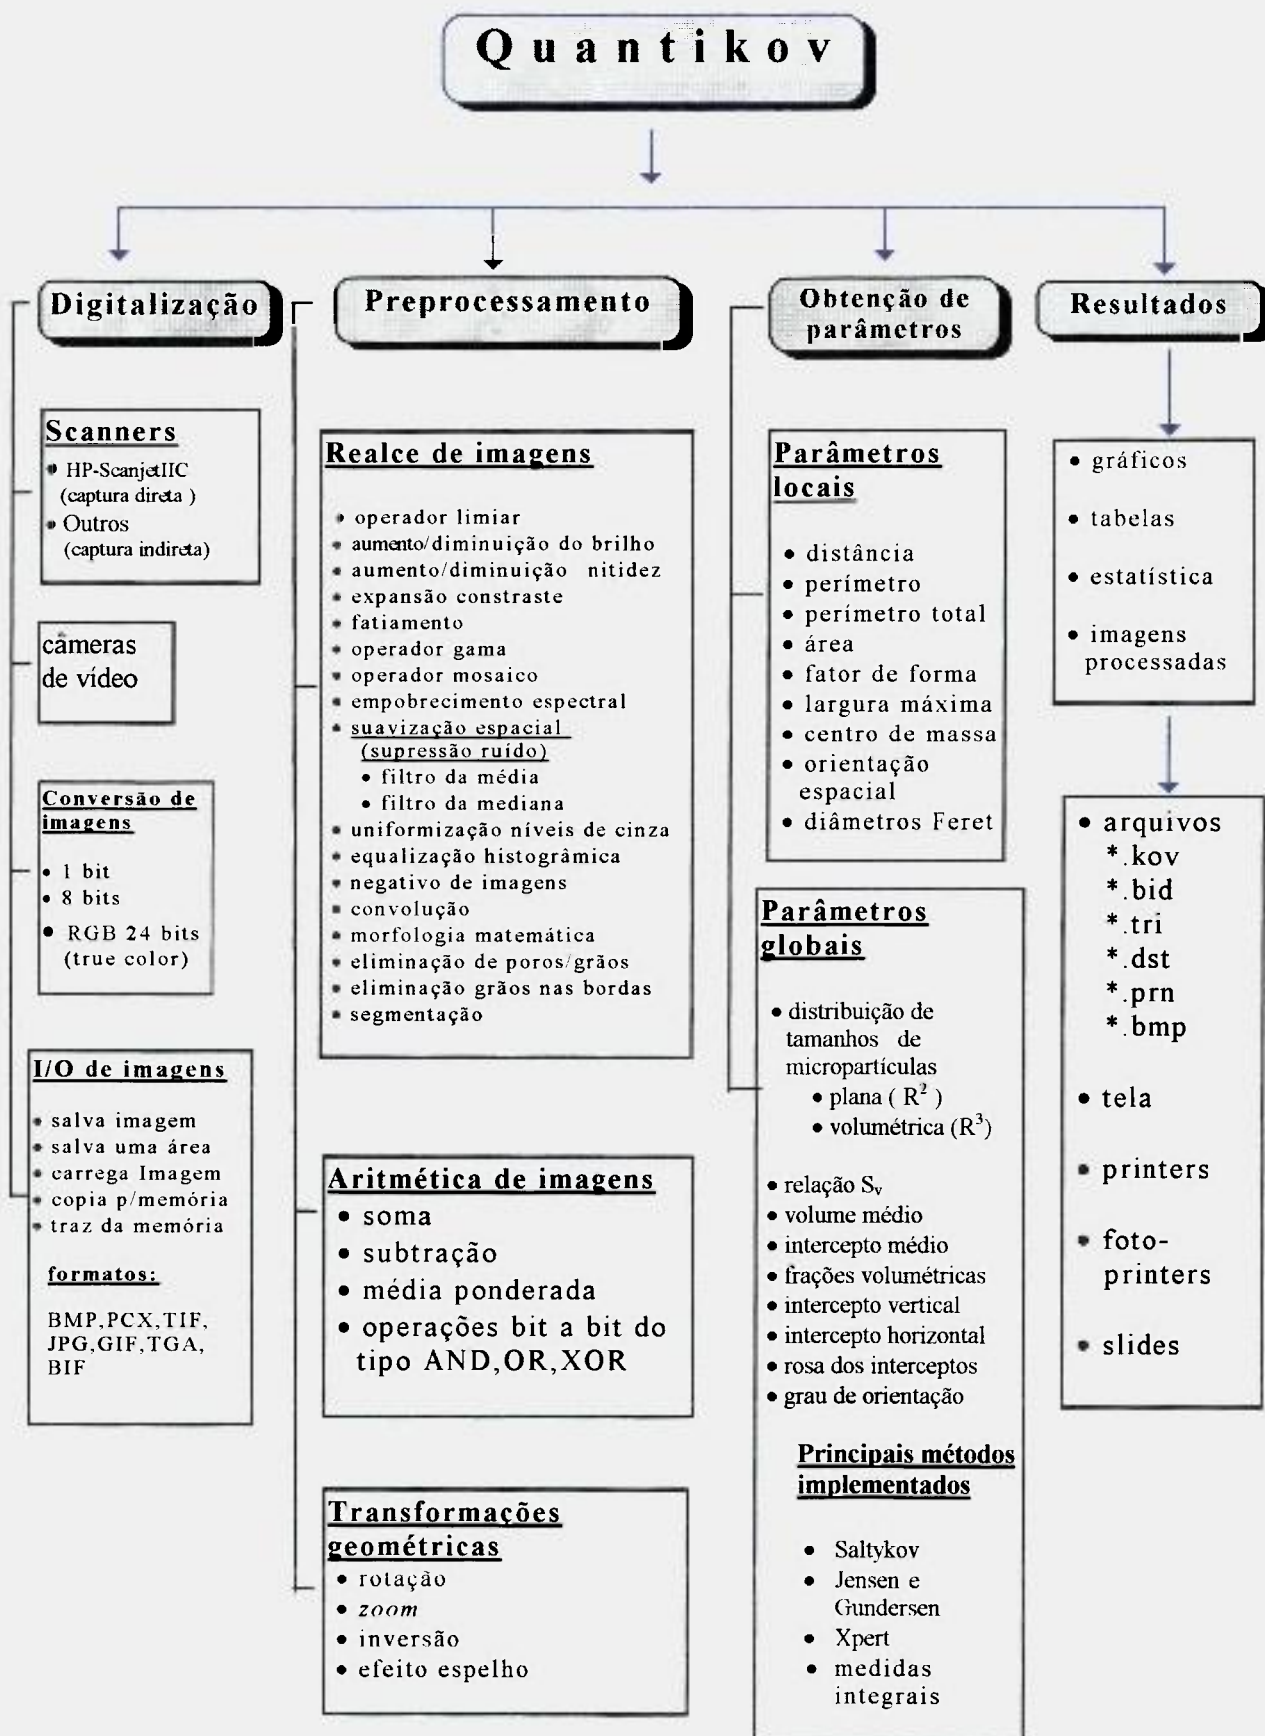 Quantikov
Digitalização
Scanners
• HP-ScanjetIIC
(captura direta )
• Outros
(captura indireta)
câmeras
de vídeo
Conversão de
imagens
• 1 bit
• 8 bits
• RGB 24 bits
(true color)
I/O de imagens
• salva imagem
• salva uma área
• carrega Imagem
• copia p/memória
• traz da memória
formatos:
BMP,PCX,TIF,
JPG,GIF,TGA,
BIF
Preprocessamento
Realce de imagens
• operador limiar
• aumento/diminuição do brilho
• aumento/diminuição nitidez
• expansão constraste
• fatiamento
• operador gama
• operador mosaico
• empobrecimento espectral
• suavização espacial
(supressão ruído)
• filtro da média
• filtro da mediana
• uniformização níveis de cinza
• equalização histogrâmica
• negativo de imagens
• convolução
• morfologia matemática
• eliminação de poros/grãos
• eliminação grãos nas bordas
• segmentação
Aritmética de imagens
• soma
• subtração
• média ponderada
• operações bit a bit do
tipo AND,OR,XOR
Transformações
geométricas
• rotação
• zoom
• inversão
• efeito espelho
Obtenção de
parâmetros
Parâmetros
locais
• distância
• perímetro
• perímetro total
• área
• fator de forma
• largura máxima
• centro de massa
• orientação
espacial
• diâmetros Feret
Parâmetros
globais
• distribuição de
tamanhos de
micropartículas
• plana ( R² )
• volumétrica (R³)
• relação Sᵥ
• volume médio
• intercepto médio
• frações volumétricas
• intercepto vertical
• intercepto horizontal
• rosa dos interceptos
• grau de orientação
Principais métodos
implementados
• Saltykov
• Jensen e
Gundersen
• Xpert
• medidas
integrais
Resultados
• gráficos
• tabelas
• estatística
• imagens
processadas
• arquivos
*.kov
*.bid
*.tri
*.dst
*.prn
*.bmp
• tela
• printers
• foto-
printers
• slides